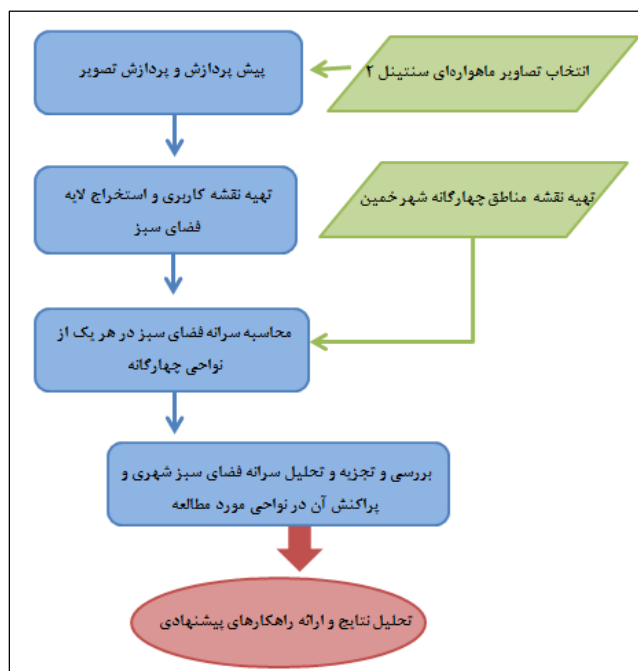 انتخاب تصاویر ماهواره‌ای سنتینل ۲
پیش پردازش و پردازش تصویر
تهیه نقشه کاربری و استخراج لایه
فضای سبز
تهیه نقشه مناطق چهارگانه شهر خمین
محاسبه سرانه فضای سبز در هر یک از
نواحی چهارگانه
بررسی و تجزیه و تحلیل سرانه فضای سبز شهری و
پراکنش آن در نواحی مورد مطالعه
تحلیل نتایج و ارائه راهکارهای پیشنهادی